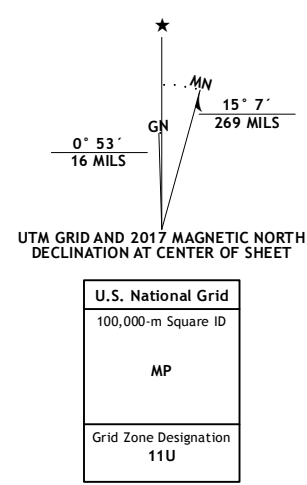 MN
GN
15° 7´
269 MILS
0° 53´
16 MILS
UTM GRID AND 2017 MAGNETIC NORTH
DECLINATION AT CENTER OF SHEET
U.S. National Grid
100,000-m Square ID
MP
Grid Zone Designation
11U